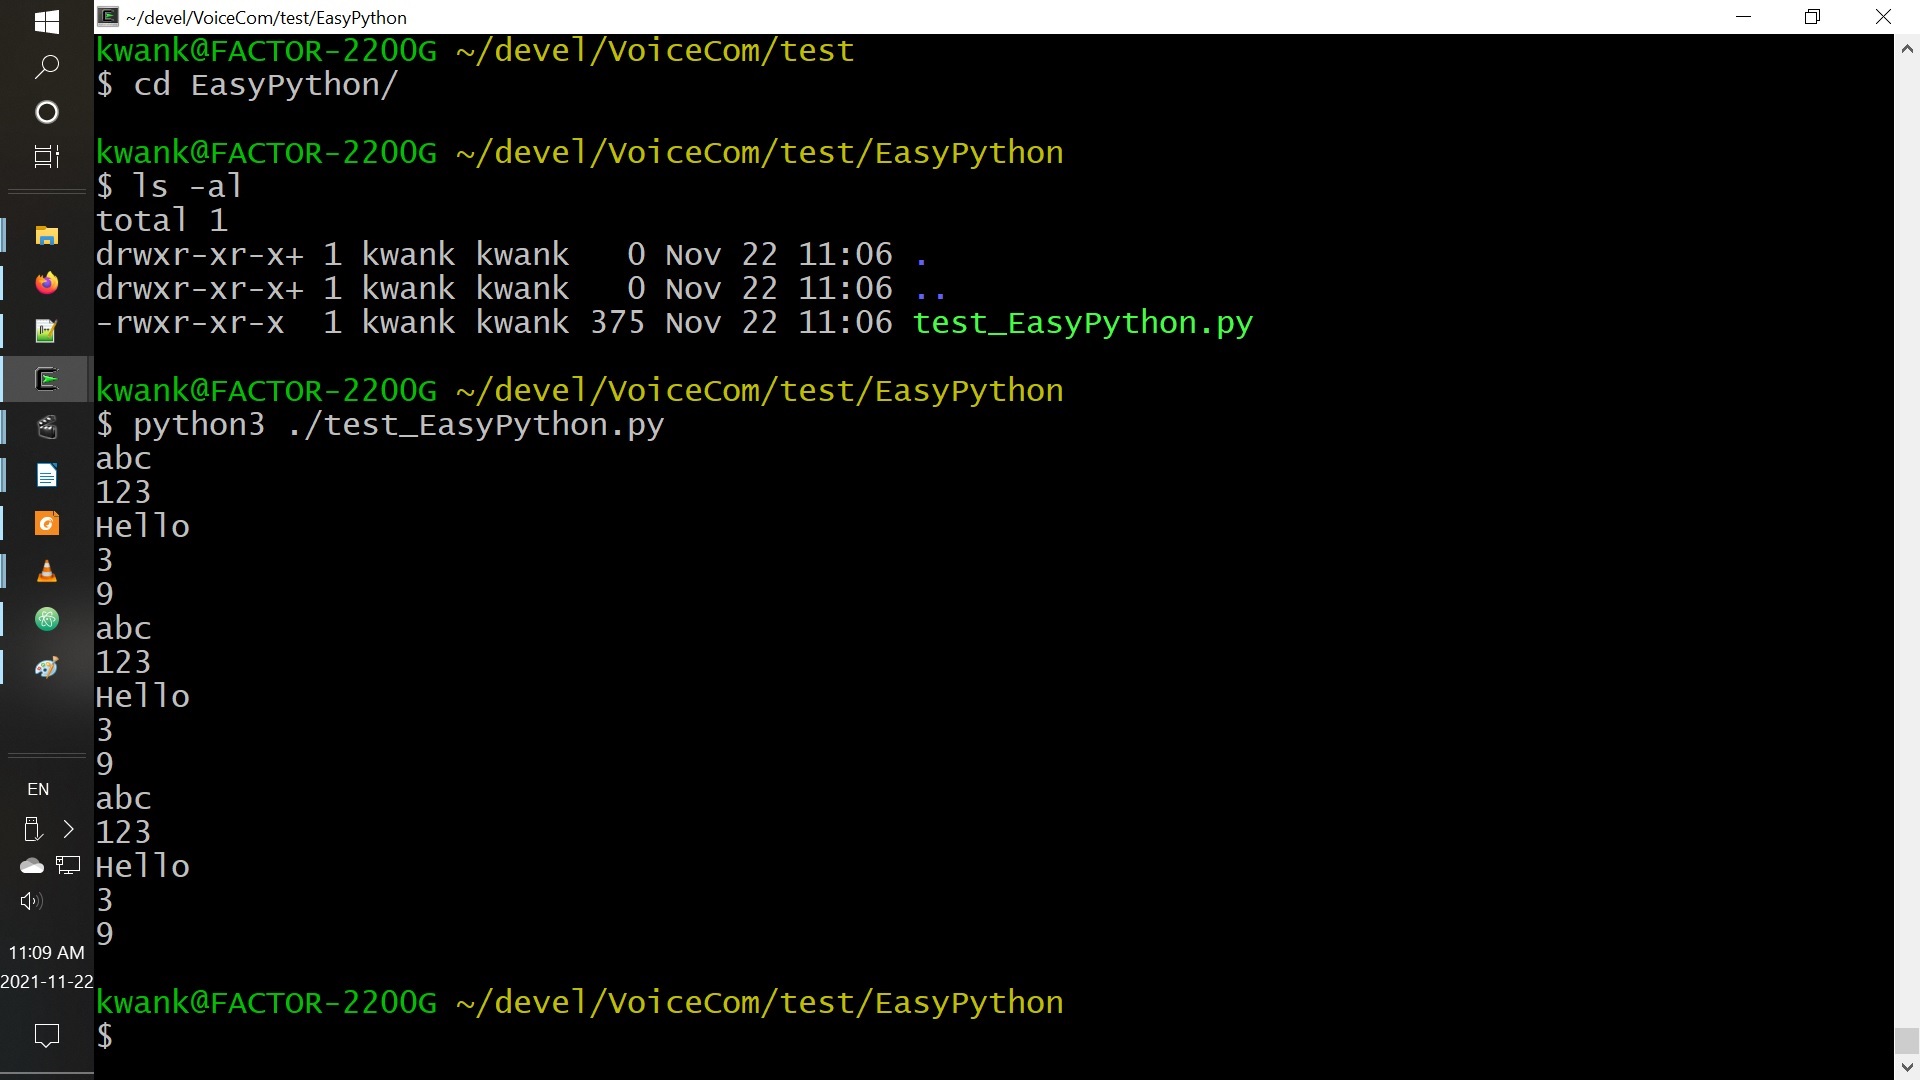 ~/devel/VoiceCom/test/EasyPython
kwank@FACTOR-2200G ~/devel/VoiceCom/test
$ cd EasyPython/
kwank@FACTOR-2200G ~/devel/VoiceCom/test/EasyPython
$ ls -al
total 1
drwxr-xr-x+ 1 kwank kwank   0 Nov 22 11:06 .
drwxr-xr-x+ 1 kwank kwank   0 Nov 22 11:06 ..
-rwxr-xr-x  1 kwank kwank 375 Nov 22 11:06 test_EasyPython.py
kwank@FACTOR-2200G ~/devel/VoiceCom/test/EasyPython
$ python3 ./test_EasyPython.py
abc
123
Hello
3
9
abc
123
Hello
3
9
abc
123
Hello
3
9
kwank@FACTOR-2200G ~/devel/VoiceCom/test/EasyPython
$
EN
11:09 AM
2021-11-22